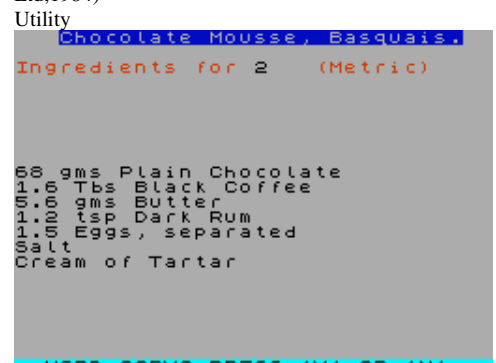 Utility
Chocolate Mousse, Basquais.
Ingredients for 2 (Metric)
68 gms Plain Chocolate
1.6 Tbs Black Coffee
5.6 gms Butter
1.2 tsp Dark Rum
1.5 Eggs, separated
Salt
Cream of Tartar